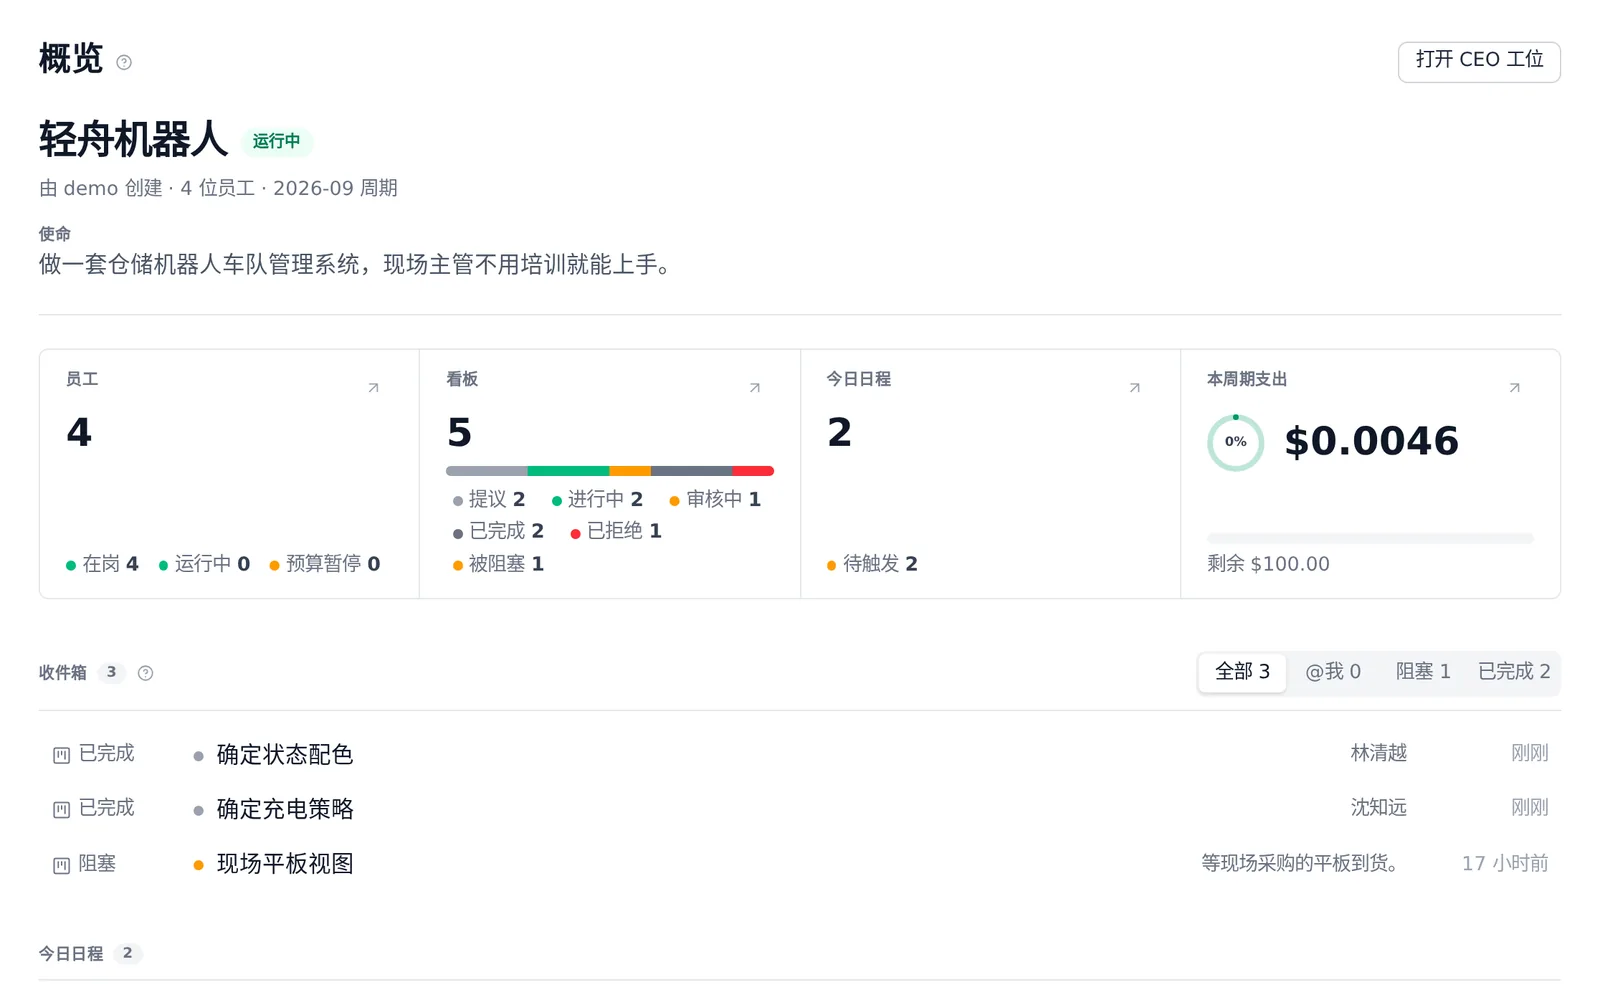 概览
打开 CEO 工位
轻舟机器人 运行中
由 demo 创建 · 4 位员工 · 2026-09 周期
使命
做一套仓储机器人车队管理系统，现场主管不用培训就能上手。
员工
4
在岗 4 运行中 0 预算暂停 0
看板
5
提议 2 进行中 2 审核中 1
已完成 2 已拒绝 1
被阻塞 1
今日日程
2
待触发 2
本周期支出
0% $0.0046
剩余 $100.00
收件箱 3
全部 3 @我 0 阻塞 1 已完成 2
已完成 确定状态配色 林清越 刚刚
已完成 确定充电策略 沈知远 刚刚
阻塞 现场平板视图 等现场采购的平板到货。 17 小时前
今日日程 2